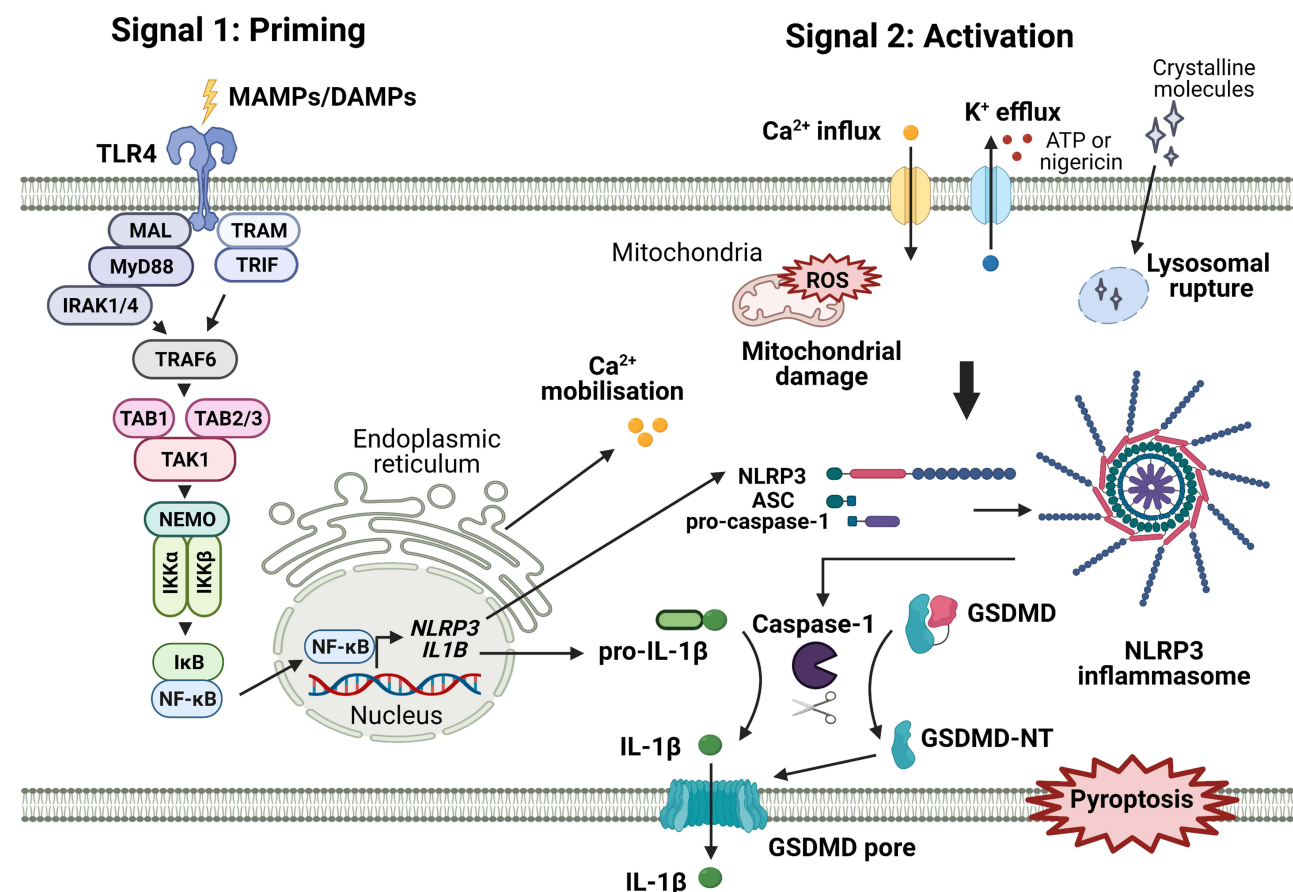 Signal 1: Priming
MAMPs/DAMPs
TLR4
MAL
TRAM
MyD88
TRIF
IRAK1/4
TRAF6
TAB1
TAB2/3
TAK1
NEMO
IKKα
IKKβ
IκB
NF-κB
Endoplasmic
reticulum
NF-κB
NLRP3
IL1B
Nucleus
Ca²⁺
mobilisation
Signal 2: Activation
Ca²⁺ influx
K⁺ efflux
ATP or
nigericin
Crystalline
molecules
Mitochondria
ROS
Mitochondrial
damage
Lysosomal
rupture
NLRP3
ASC
pro-caspase-1
NLRP3
inflammasome
pro-IL-1β
Caspase-1
GSDMD
IL-1β
GSDMD-NT
GSDMD pore
IL-1β
Pyroptosis